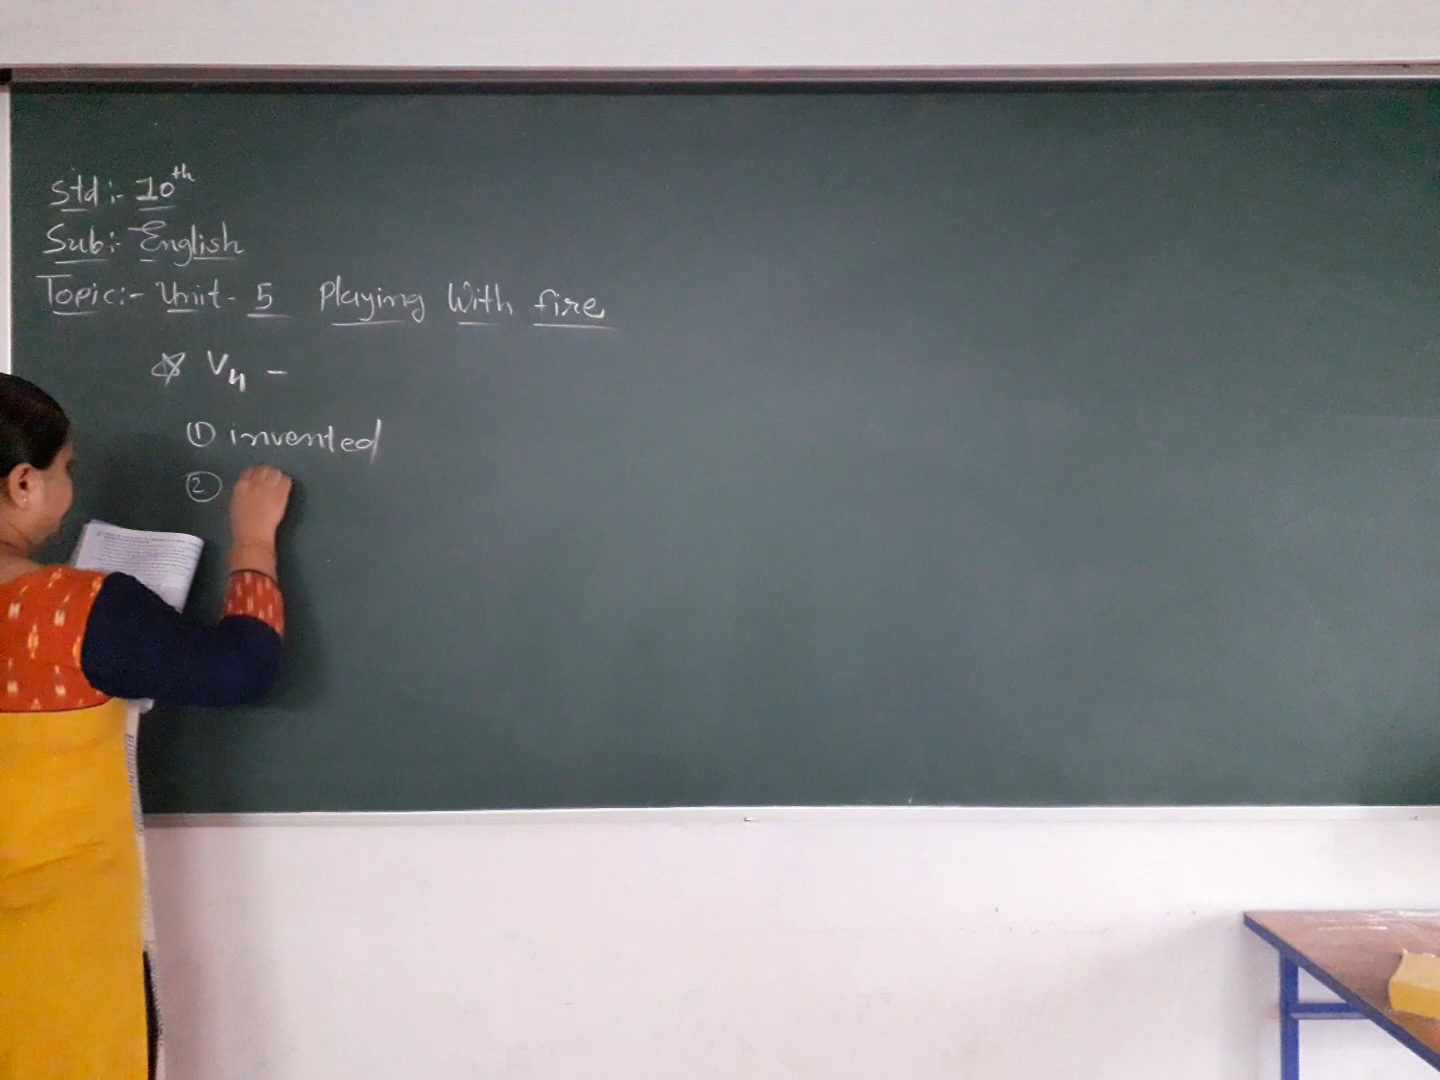 Std:- 10th
Sub:- English
Topic:- Unit- 5 Playing With fire
☆ V4 -
① invented
②